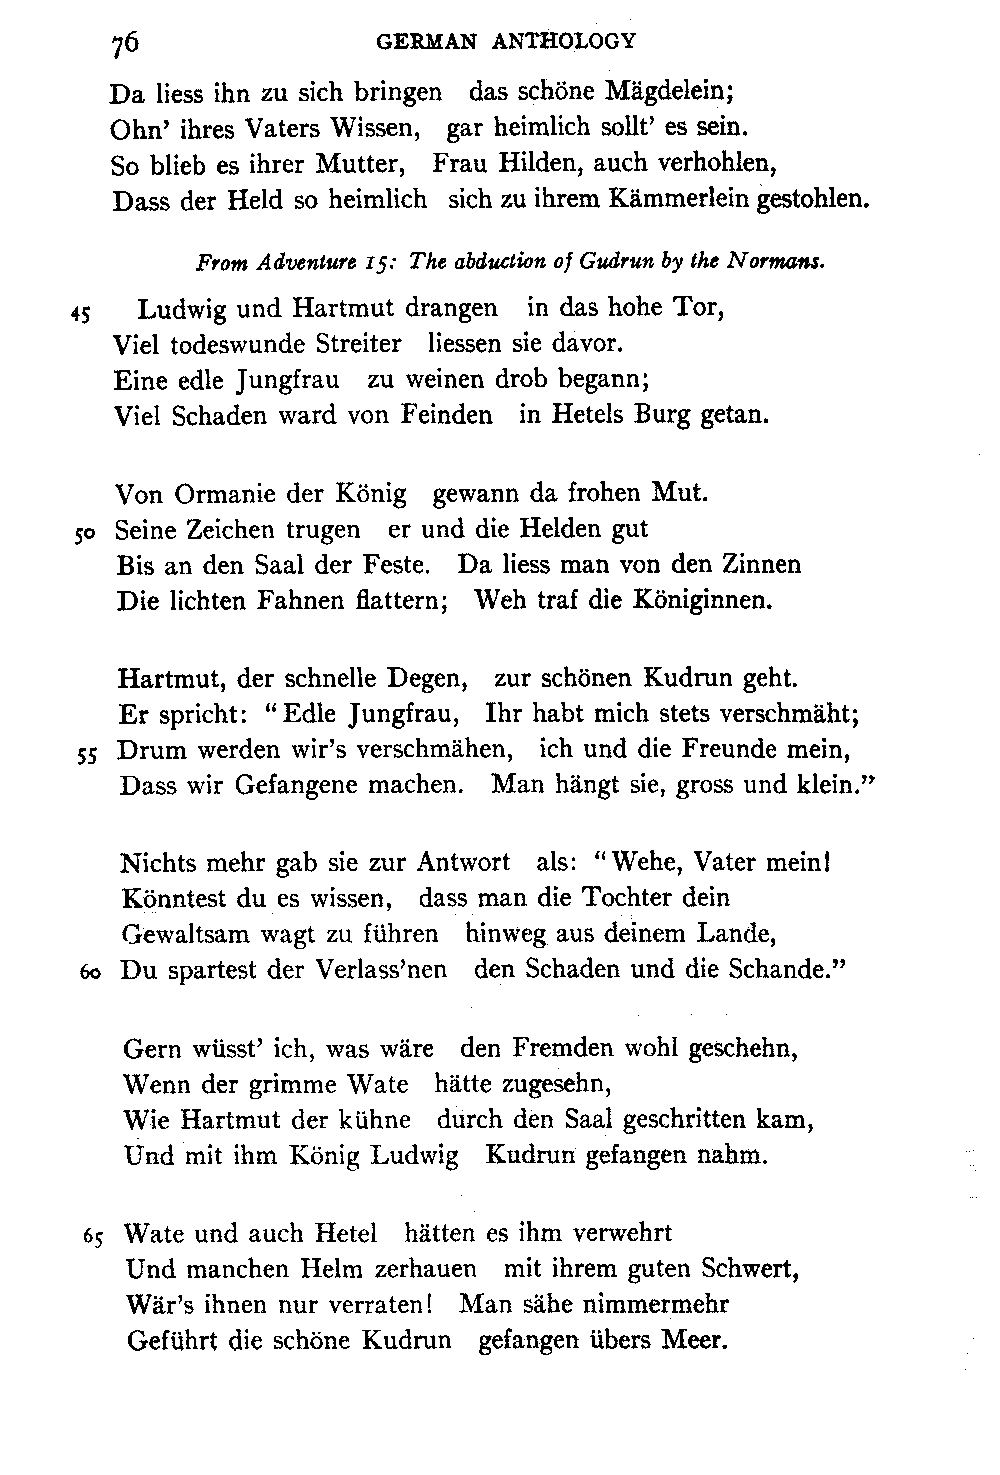 76 GERMAN ANTHOLOGY
Da liess ihn zu sich bringen das schöne Mägdelein;
Ohn' ihres Vaters Wissen, gar heimlich sollt' es sein.
So blieb es ihrer Mutter, Frau Hilden, auch verhohlen,
Dass der Held so heimlich sich zu ihrem Kämmerlein gestohlen.
From Adventure 15: The abduction of Gudrun by the Normans.
45 Ludwig und Hartmut drangen in das hohe Tor,
Viel todeswunde Streiter liessen sie davor.
Eine edle Jungfrau zu weinen drob begann;
Viel Schaden ward von Feinden in Hetels Burg getan.
Von Ormanie der König gewann da frohen Mut.
50 Seine Zeichen trugen er und die Helden gut
Bis an den Saal der Feste. Da liess man von den Zinnen
Die lichten Fahnen flattern; Weh traf die Königinnen.
Hartmut, der schnelle Degen, zur schönen Kudrun geht.
Er spricht: "Edle Jungfrau, Ihr habt mich stets verschmäht;
55 Drum werden wir's verschmähen, ich und die Freunde mein,
Dass wir Gefangene machen. Man hängt sie, gross und klein."
Nichts mehr gab sie zur Antwort als: "Wehe, Vater mein!
Könntest du es wissen, dass man die Tochter dein
Gewaltsam wagt zu führen hinweg aus deinem Lande,
60 Du spartest der Verlass'nen den Schaden und die Schande."
Gern wüsst' ich, was wäre den Fremden wohl geschehn,
Wenn der grimme Wate hätte zugesehn,
Wie Hartmut der kühne durch den Saal geschritten kam,
Und mit ihm König Ludwig Kudrun gefangen nahm.
65 Wate und auch Hetel hätten es ihm verwehrt
Und manchen Helm zerhauen mit ihrem guten Schwert,
Wär's ihnen nur verraten! Man sähe nimmermehr
Geführt die schöne Kudrun gefangen übers Meer.